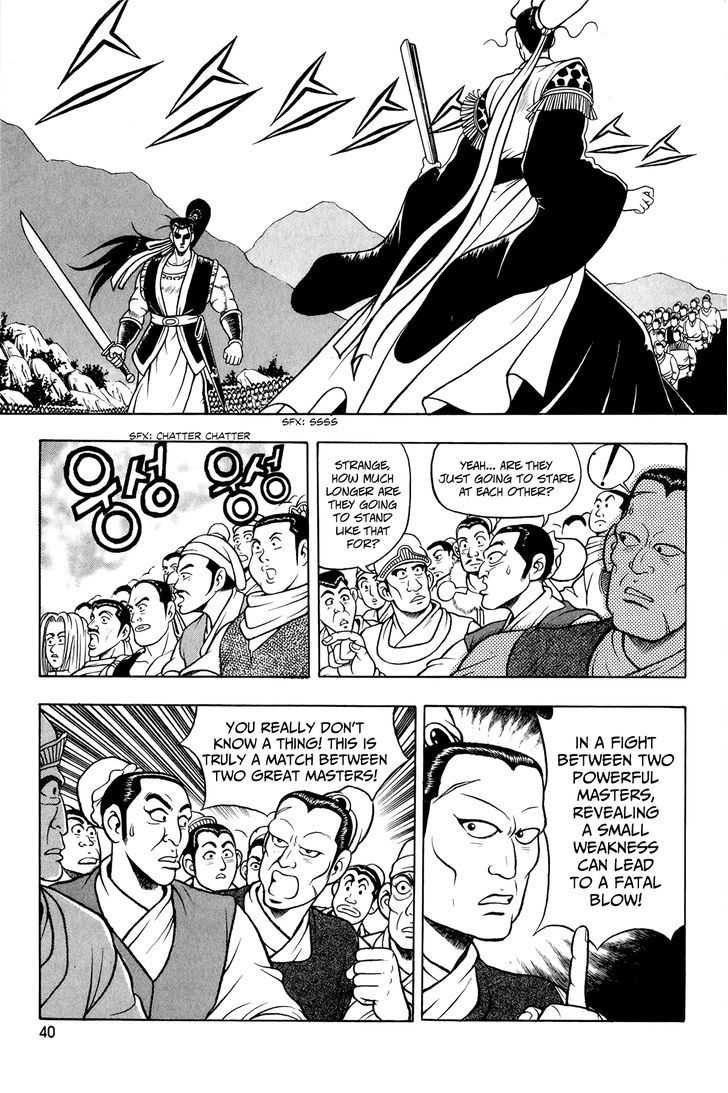 SFX: SSSS
SFX: CHATTER CHATTER
웅성 웅성
STRANGE,
HOW MUCH
LONGER ARE
THEY GOING
TO STAND
LIKE THAT
FOR?
YEAH... ARE THEY
JUST GOING TO STARE
AT EACH OTHER?
!
YOU REALLY DON'T
KNOW A THING! THIS IS
TRULY A MATCH BETWEEN
TWO GREAT MASTERS!
IN A FIGHT
BETWEEN TWO
POWERFUL
MASTERS,
REVEALING
A SMALL
WEAKNESS
CAN LEAD
TO A FATAL
BLOW!
40